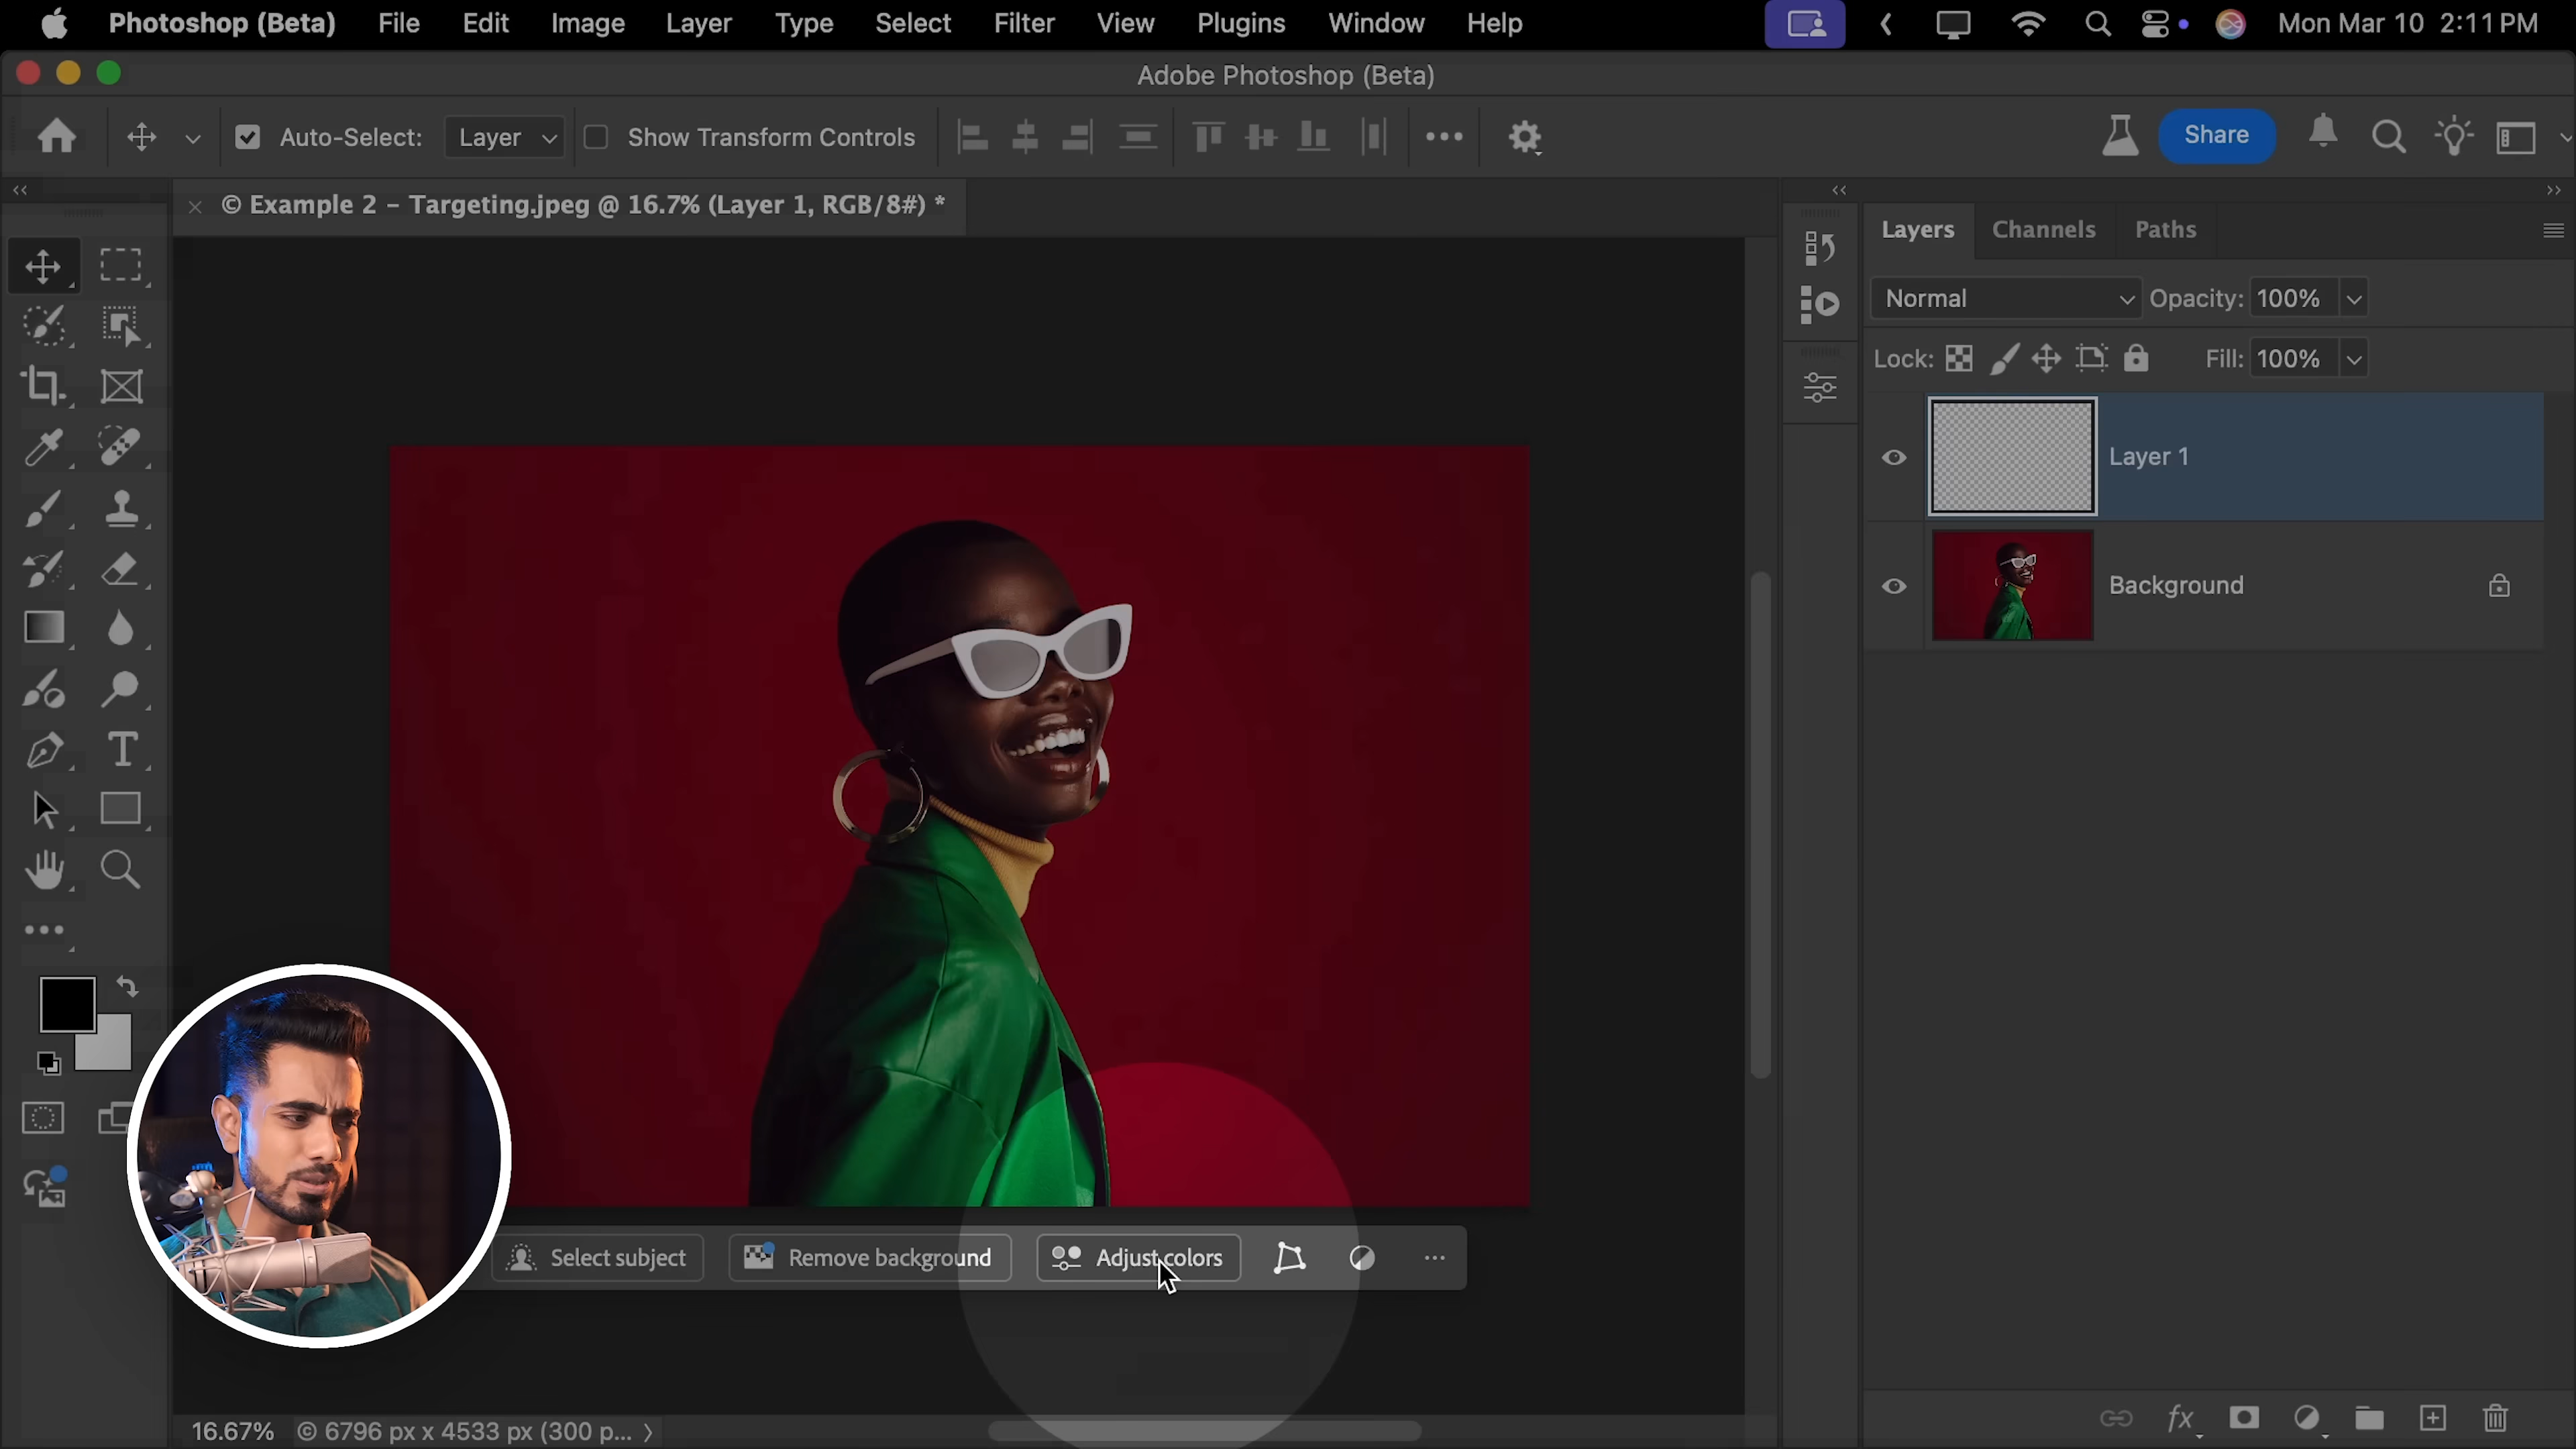 Photoshop (Beta) File Edit Image Layer Type Select Filter View Plugins Window Help Mon Mar 10 2:11 PM
Adobe Photoshop (Beta)
Auto-Select: Layer Show Transform Controls Share
© Example 2 – Targeting.jpeg @ 16.7% (Layer 1, RGB/8#) *
Layers Channels Paths
Normal Opacity: 100%
Lock: Fill: 100%
Layer 1
Background
Select subject Remove background Adjust colors
16.67% © 6796 px x 4533 px (300 p...
fx